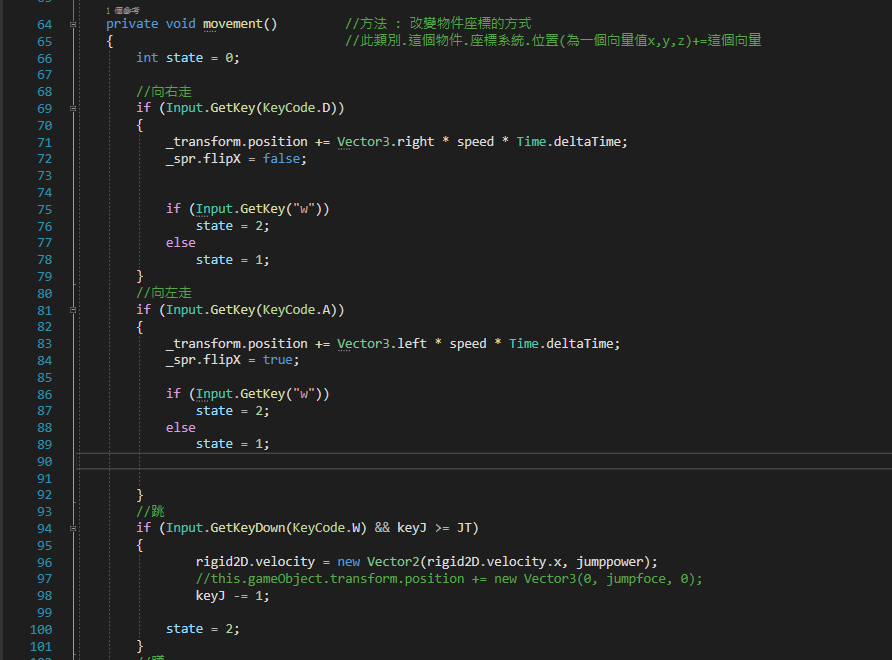 1 個參考
64 private void movement() //方法 : 改變物件座標的方式
65 { //此類別.這個物件.座標系統.位置(為一個向量值x,y,z)+=這個向量
66 int state = 0;
67
68 //向右走
69 if (Input.GetKey(KeyCode.D))
70 {
71 _transform.position += Vector3.right * speed * Time.deltaTime;
72 _spr.flipX = false;
73
74
75 if (Input.GetKey("w"))
76 state = 2;
77 else
78 state = 1;
79 }
80 //向左走
81 if (Input.GetKey(KeyCode.A))
82 {
83 _transform.position += Vector3.left * speed * Time.deltaTime;
84 _spr.flipX = true;
85
86 if (Input.GetKey("w"))
87 state = 2;
88 else
89 state = 1;
90
91
92 }
93 //跳
94 if (Input.GetKeyDown(KeyCode.W) && keyJ >= JT)
95 {
96 rigid2D.velocity = new Vector2(rigid2D.velocity.x, jumppower);
97 //this.gameObject.transform.position += new Vector3(0, jumpfoce, 0);
98 keyJ -= 1;
99
100 state = 2;
101 }